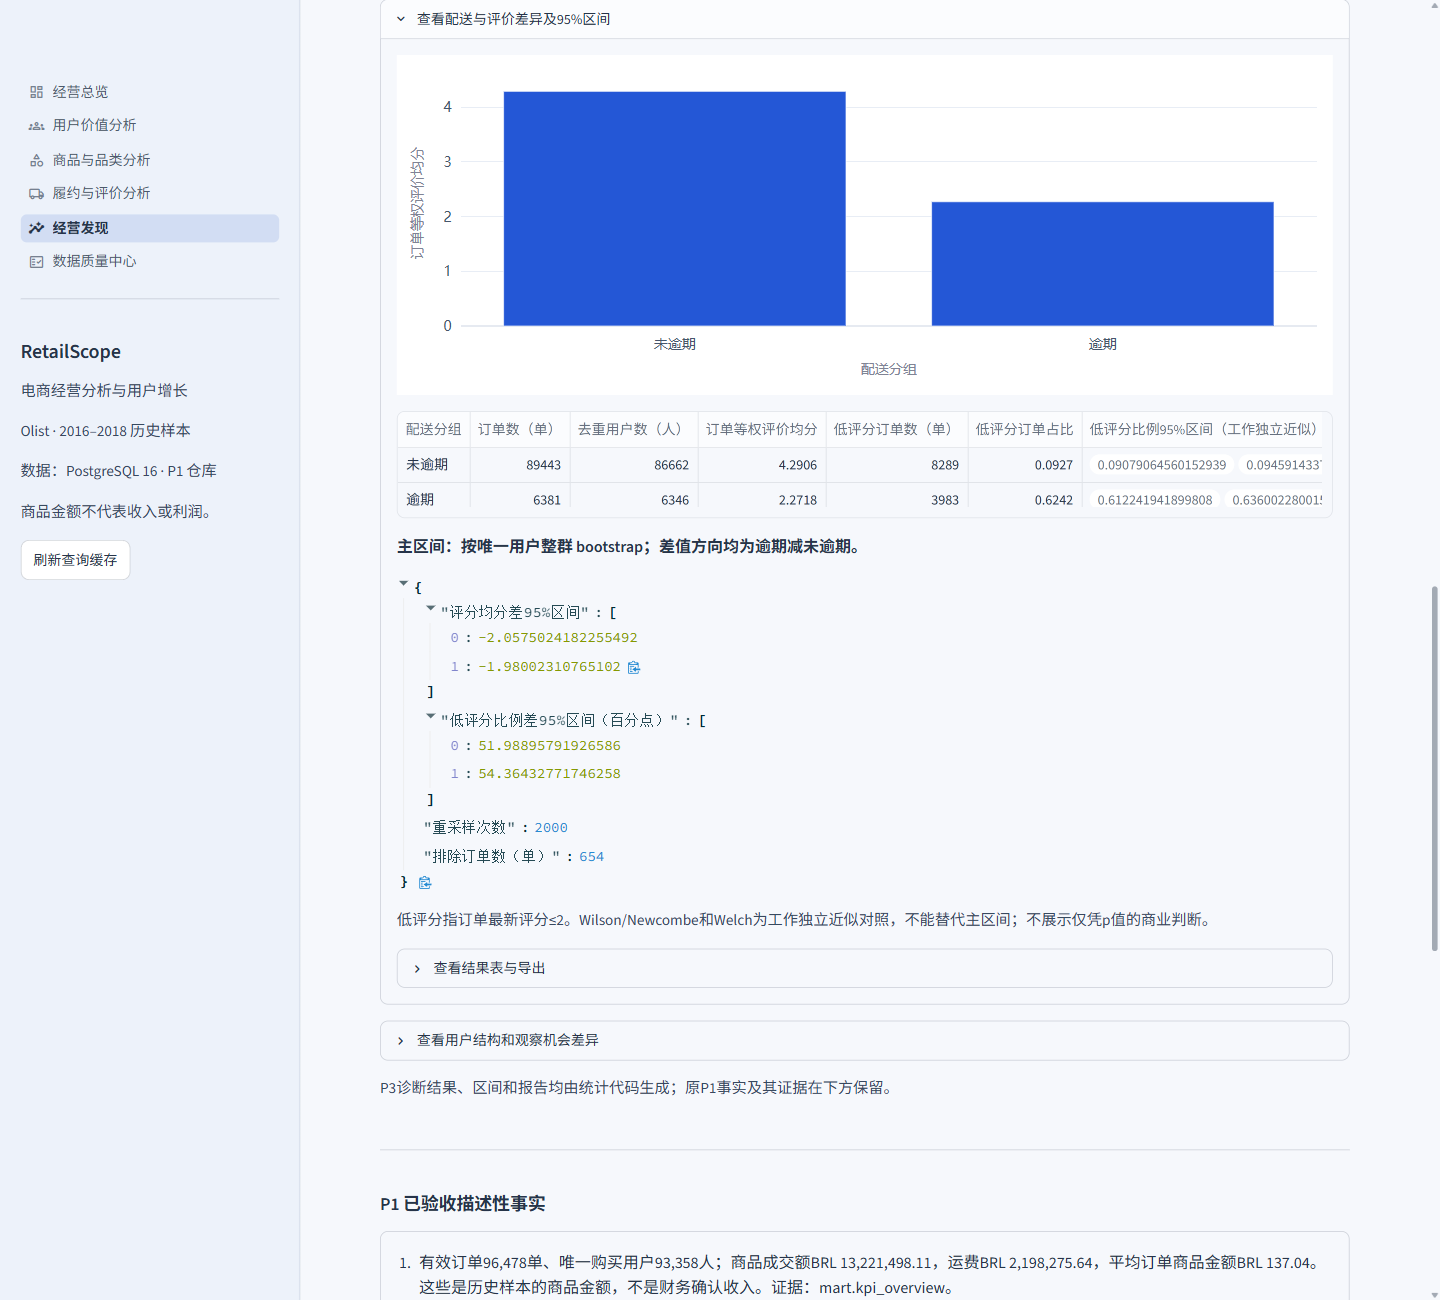 经营总览
用户价值分析
商品与品类分析
履约与评价分析
经营发现
数据质量中心
RetailScope
电商经营分析与用户增长
Olist · 2016–2018 历史样本
数据：PostgreSQL 16 · P1 仓库
商品金额不代表收入或利润。
刷新查询缓存
查看配送与评价差异及95%区间
订单等权评价均分
4
3
2
1
0
未逾期
逾期
配送分组
配送分组 订单数（单） 去重用户数（人） 订单等权评价均分 低评分订单数（单） 低评分订单占比 低评分比例95%区间（工作独立近似）
未逾期 89443 86662 4.2906 8289 0.0927 0.09079064560152939 0.094591433
逾期 6381 6346 2.2718 3983 0.6242 0.612241941899808 0.63600228001
主区间：按唯一用户整群 bootstrap；差值方向均为逾期减未逾期。
{
"评分均分差95%区间" : [
0 : -2.0575024182255492
1 : -1.98002310765102
]
"低评分比例差95%区间（百分点）" : [
0 : 51.98895791926586
1 : 54.36432771746258
]
"重采样次数" : 2000
"排除订单数（单）" : 654
}
低评分指订单最新评分≤2。Wilson/Newcombe和Welch为工作独立近似对照，不能替代主区间；不展示仅凭p值的商业判断。
查看结果表与导出
查看用户结构和观察机会差异
P3诊断结果、区间和报告均由统计代码生成；原P1事实及其证据在下方保留。
P1 已验收描述性事实
1. 有效订单96,478单、唯一购买用户93,358人；商品成交额BRL 13,221,498.11，运费BRL 2,198,275.64，平均订单商品金额BRL 137.04。
这些是历史样本的商品金额，不是财务确认收入。证据：mart.kpi_overview。